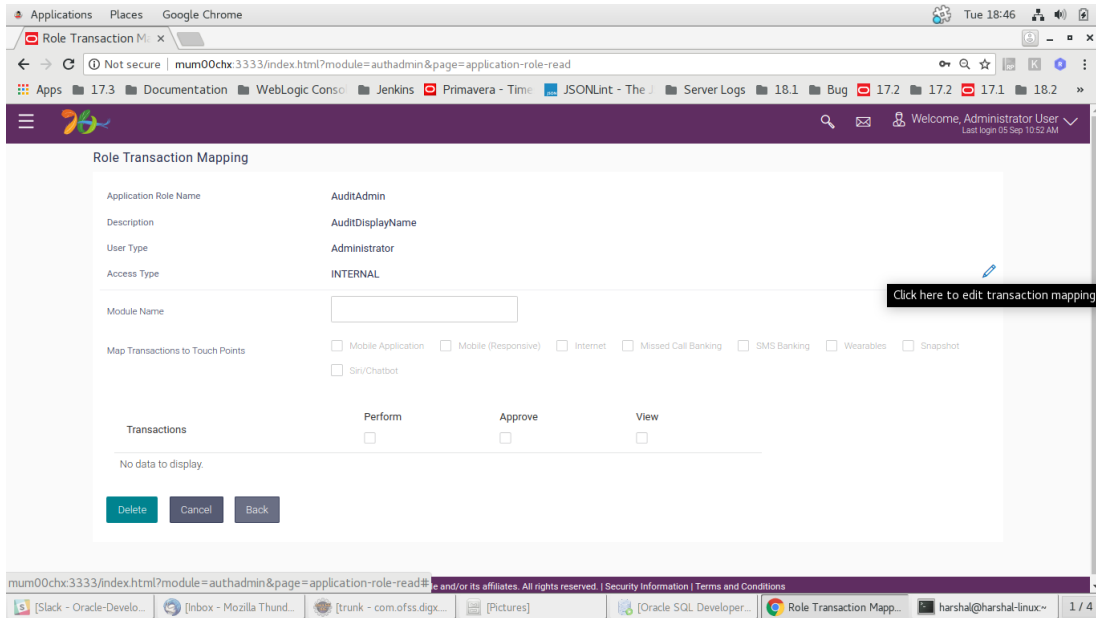 Applications Places Google Chrome Tue 18:46
Role Transaction Ma
Not secure | mum00chx:3333/index.html?module=authadmin&page=application-role-read
Apps 17.3 Documentation WebLogic Conso Jenkins Primavera - Time JSONLint - The J Server Logs 18.1 Bug 17.2 17.2 17.1 18.2 »
Welcome, Administrator User
Last login 05 Sep 10:52 AM
Role Transaction Mapping
Application Role Name AuditAdmin
Description AuditDisplayName
User Type Administrator
Access Type INTERNAL
Click here to edit transaction mapping
Module Name
Map Transactions to Touch Points Mobile Application Mobile (Responsive) Internet Missed Call Banking SMS Banking Wearables Snapshot
Siri/Chatbot
Transactions Perform Approve View
No data to display.
Delete Cancel Back
mum00chx:3333/index.html?module=authadmin&page=application-role-read# and/or its affiliates. All rights reserved. | Security Information | Terms and Conditions
[Slack - Oracle-Develo... [Inbox - Mozilla Thund... [trunk - com.ofss.digx.... [Pictures] [Oracle SQL Developer... Role Transaction Mapp... harshal@harshal-linux:~ 1 / 4